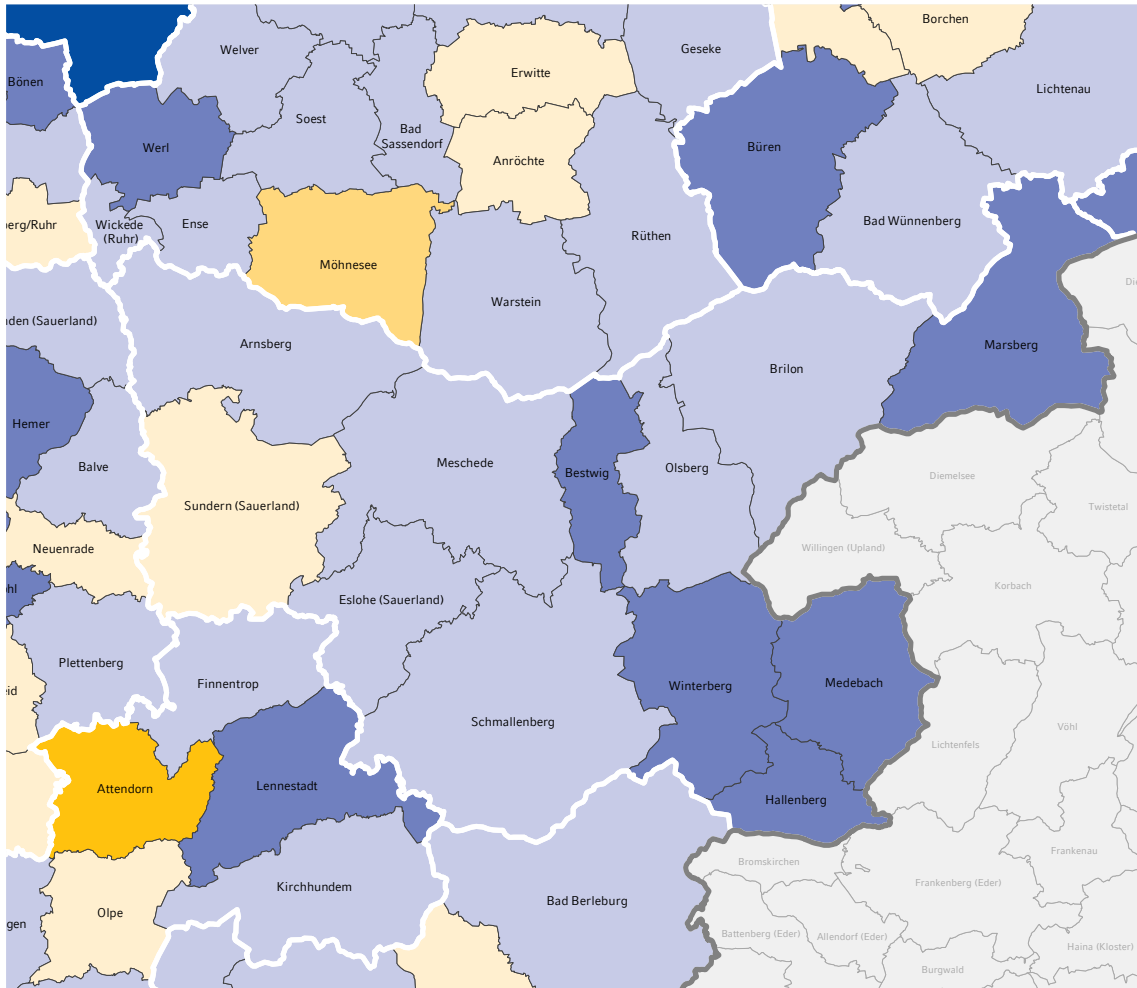 Borchen
Welver
Geseke
Erwitte
Bönen
Lichtenau
Soest
Bad
Sassendorf
Werl
Büren
Anröchte
Wickede
(Ruhr)
Ense
erg/Ruhr
Bad Wünnenberg
Rüthen
Möhnesee
Warstein
den (Sauerland)
Arnsberg
Marsberg
Brilon
Hemer
Balve
Meschede
Bestwig
Olsberg
Diemelsee
Sundern (Sauerland)
Twistetal
Neuenrade
Willingen (Upland)
Korbach
Eslohe (Sauerland)
Plettenberg
Finnentrop
Winterberg
Medebach
eid
Schmallenberg
Vöhl
Lichtenfels
Attendorn
Lennestadt
Hallenberg
Frankenau
Bromskirchen
Kirchhundem
Frankenberg (Eder)
Bad Berleburg
Olpe
gen
Battenberg (Eder)
Allendorf (Eder)
Haina (Kloster)
Burgwald